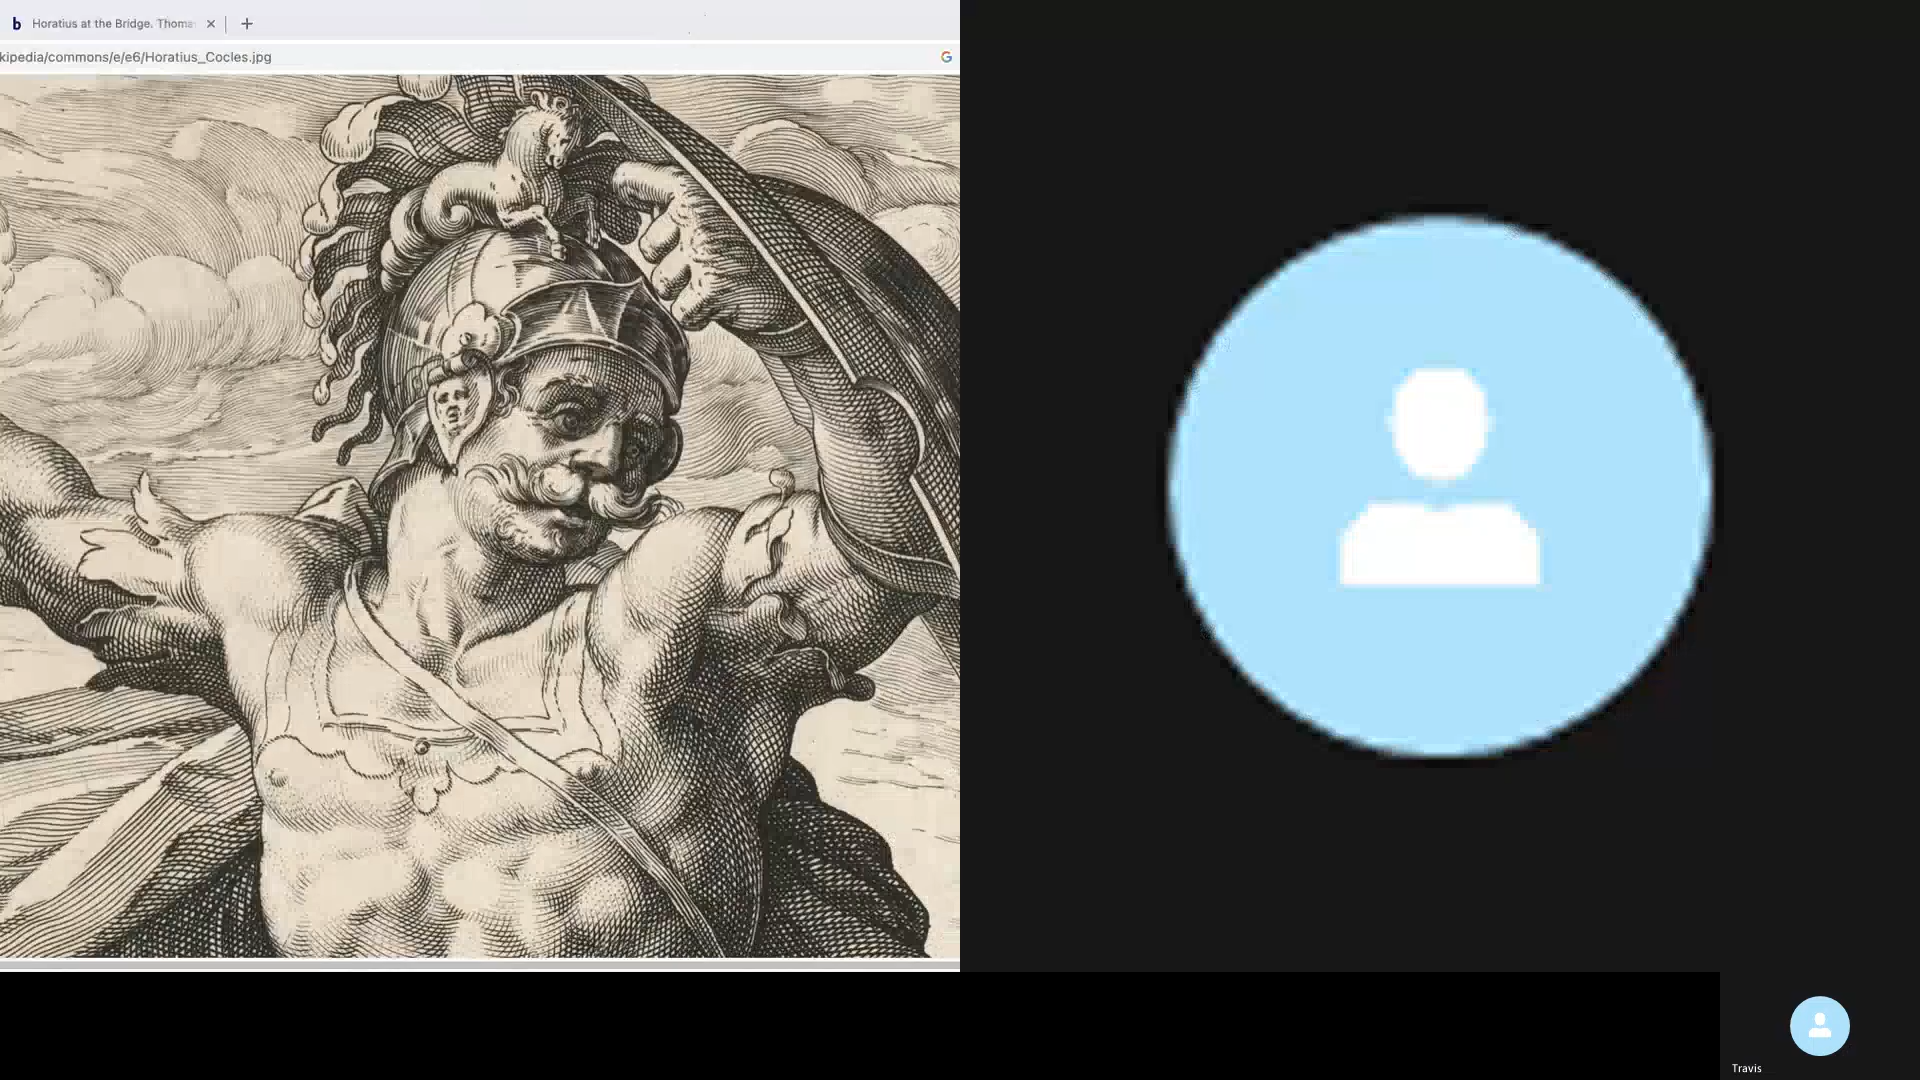 b Horatius at the Bridge. Thoma
kipedia/commons/e/e6/Horatius_Cocles.jpg
Travis